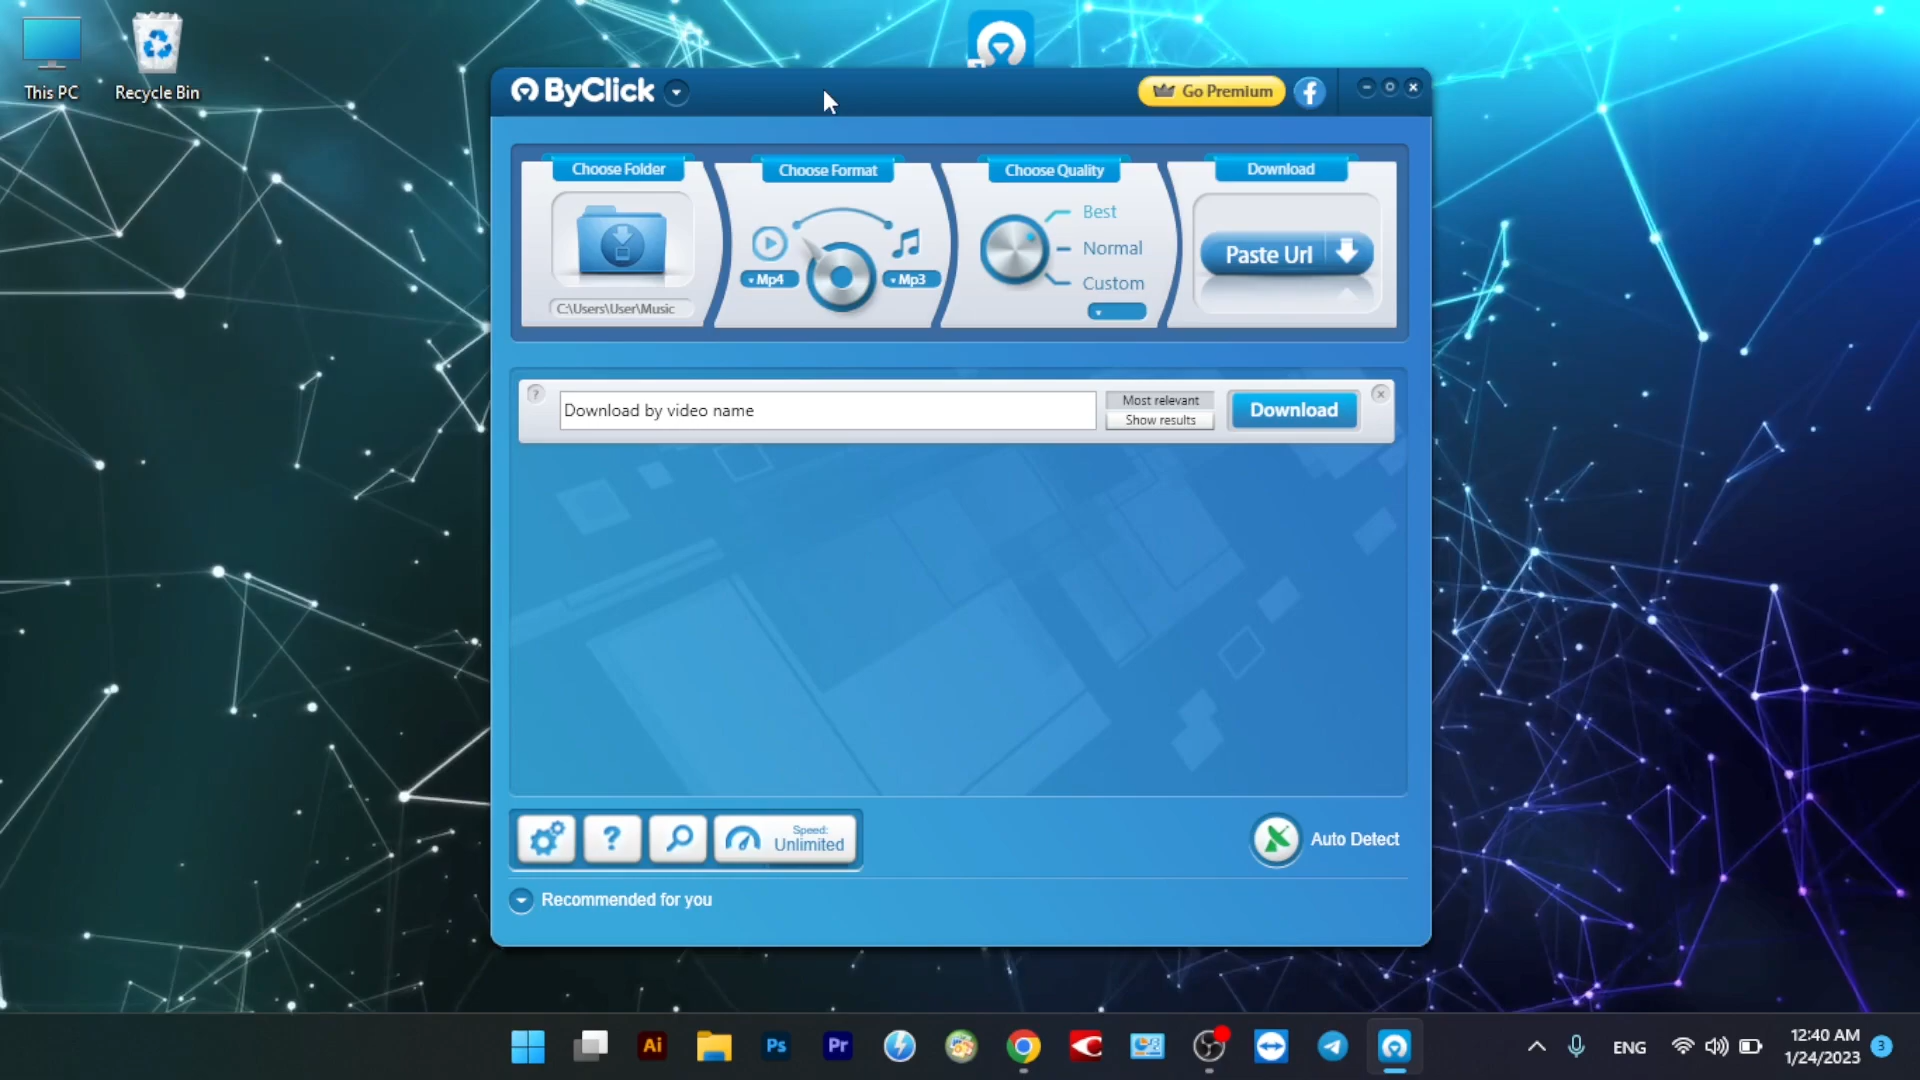 This PC
Recycle Bin
ByClick
Go Premium
Choose Folder
Choose Format
Choose Quality
Download
Best
Normal
Custom
Mp4
Mp3
Paste Url
C:\Users\User\Music
Download by video name
Most relevant
Show results
Download
Speed:
Unlimited
Auto Detect
Recommended for you
Ai
Ps
Pr
ENG
12:40 AM
1/24/2023
3